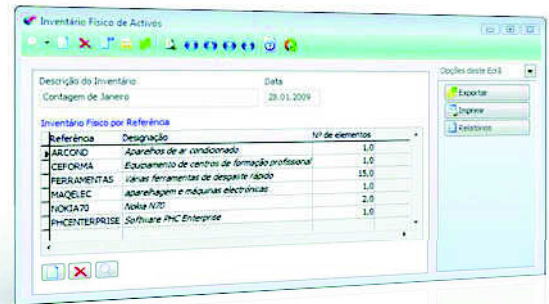 Inventário Físico de Activos
Opções deste Ecrã
Descrição do Inventário
Data
Contagem de Janeiro
28.01.2009
Exportar
Imprimir
Relatórios
Inventário Físico por Referência
Referência Designação Nº de elementos
ARCOND Aparelhos de ar condicionado 1,0
CEFORMA Equipamento de centros de formação profissional 1,0
FERRAMENTAS Várias ferramentas de desgaste rápido 15,0
MAQELEC aparelhagem e máquinas electrónicas 1,0
NOKIA70 Nokia N70 2,0
PHCENTERPRISE Software PHC Enterprise 1,0